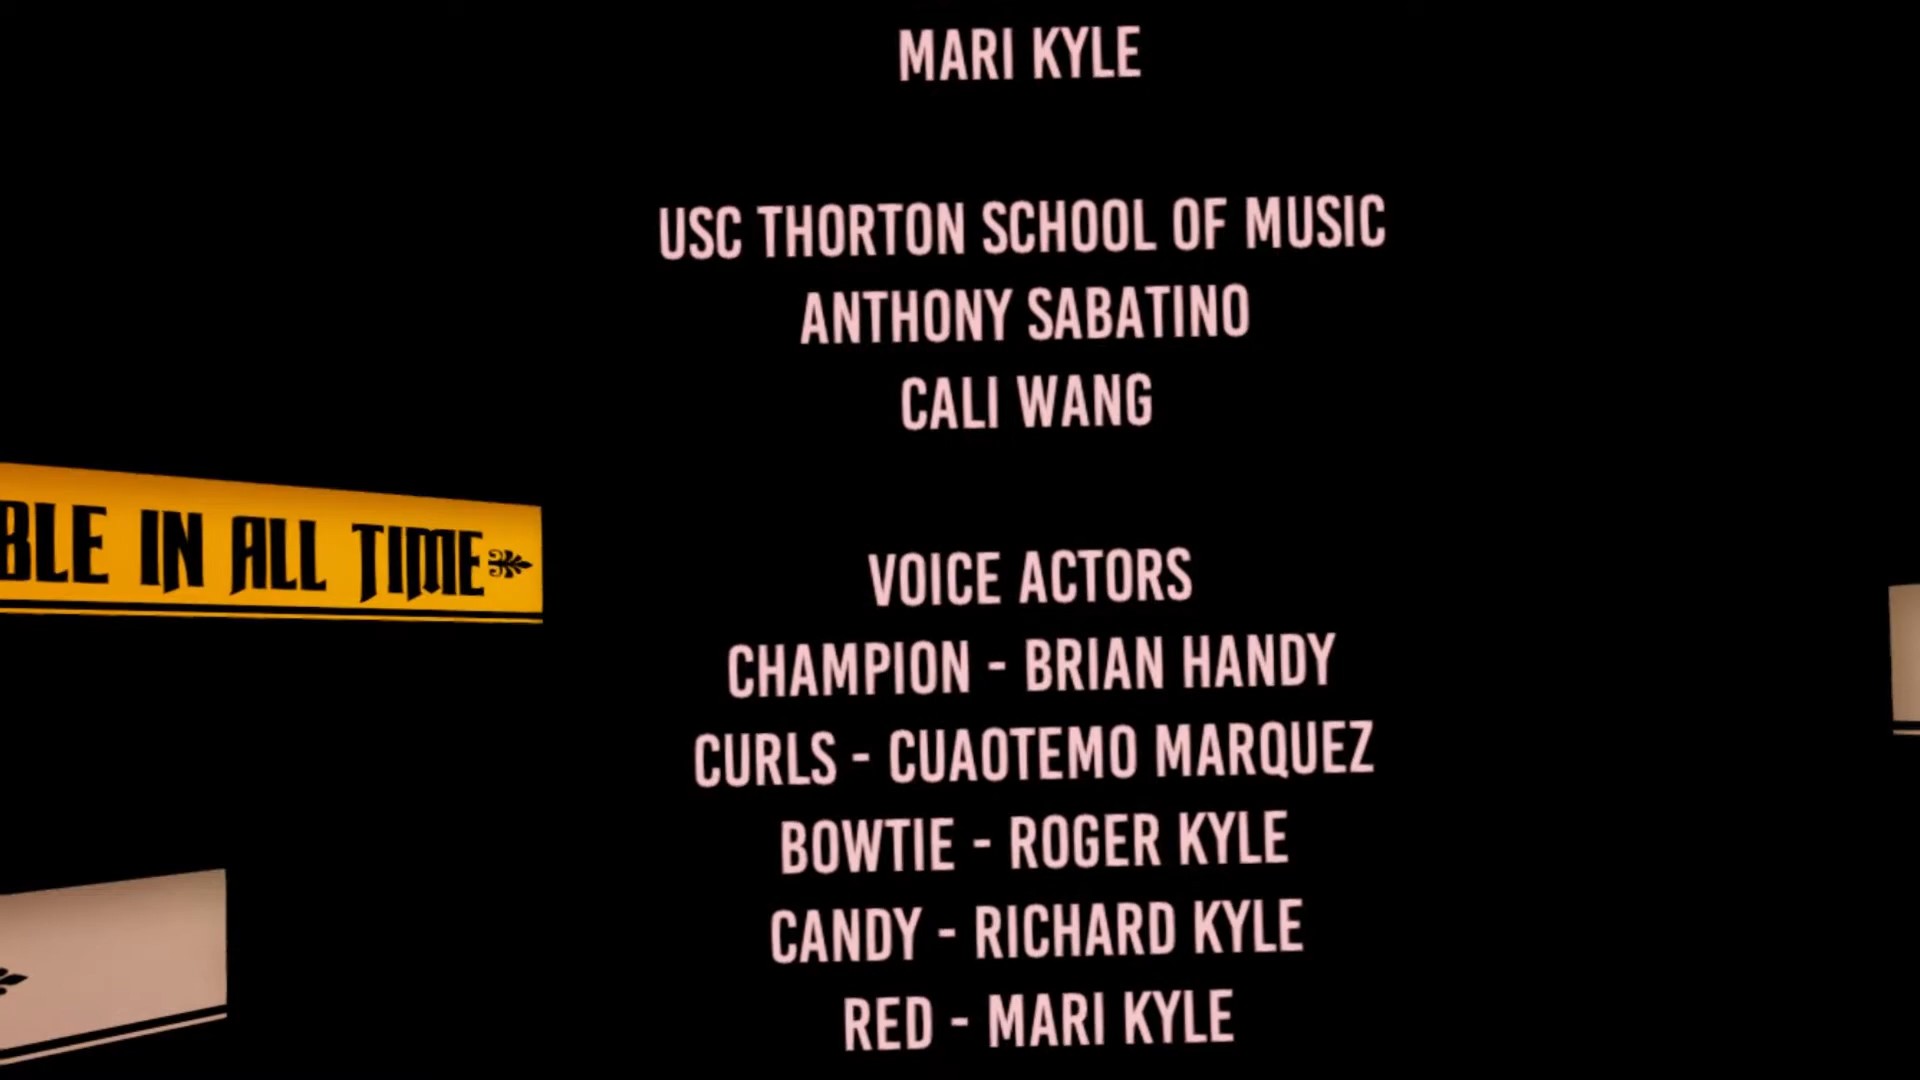 MARI KYLE
USC THORTON SCHOOL OF MUSIC
ANTHONY SABATINO
CALI WANG
BLE IN ALL TIME
VOICE ACTORS
CHAMPION - BRIAN HANDY
CURLS - CUAOTEMO MARQUEZ
BOWTIE - ROGER KYLE
CANDY - RICHARD KYLE
RED - MARI KYLE